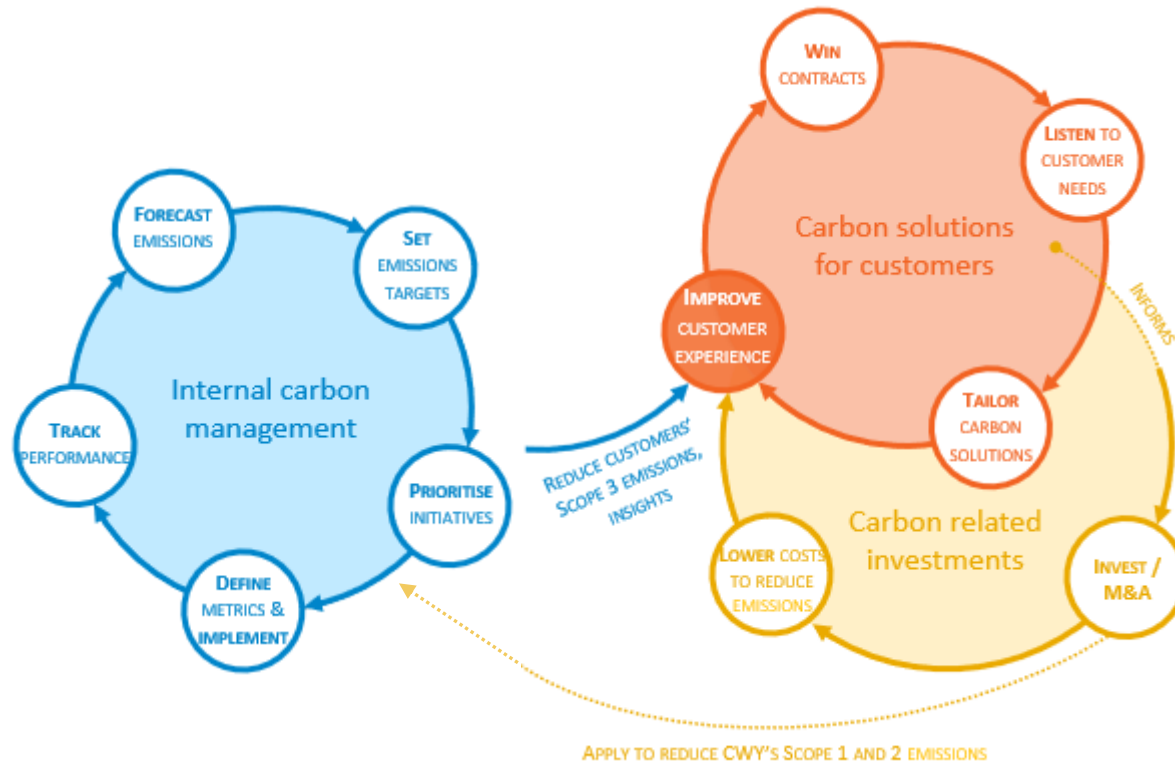 WIN
CONTRACTS
LISTEN TO
CUSTOMER
NEEDS
Carbon solutions
for customers
IMPROVE
CUSTOMER
EXPERIENCE
TAILOR
CARBON
SOLUTIONS
INFORMS
FORECAST
EMISSIONS
SET
EMISSIONS
TARGETS
Internal carbon
management
TRACK
PERFORMANCE
PRIORITISE
INITIATIVES
DEFINE
METRICS &
IMPLEMENT
REDUCE CUSTOMERS'
SCOPE 3 EMISSIONS,
INSIGHTS
Carbon related
investments
LOWER COSTS
TO REDUCE
EMISSIONS
INVEST /
M&A
APPLY TO REDUCE CWY'S SCOPE 1 AND 2 EMISSIONS